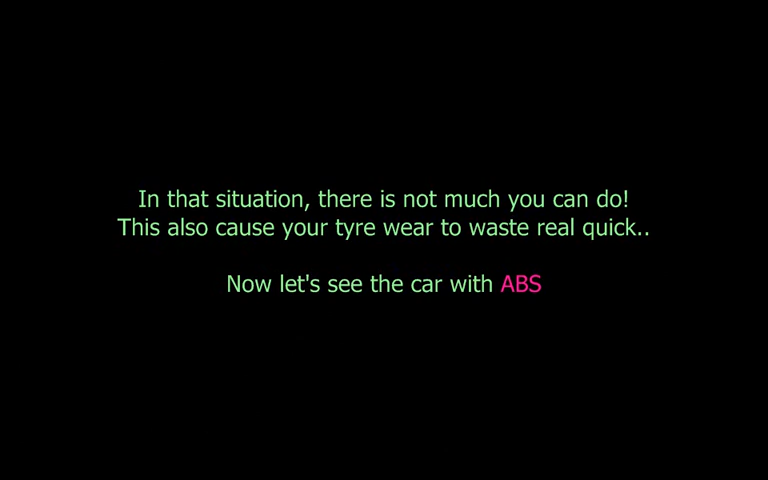 In that situation, there is not much you can do!
This also cause your tyre wear to waste real quick..
Now let's see the car with ABS